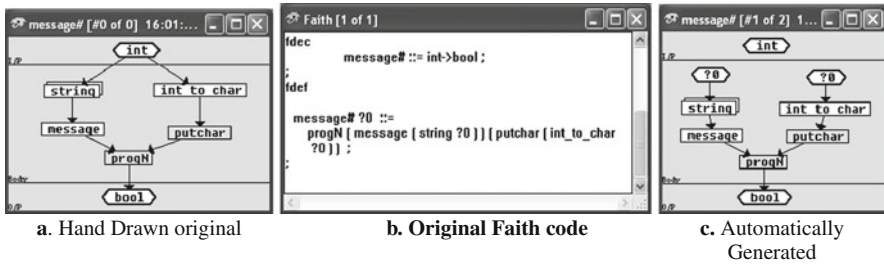 message# [#0 of 0] 16:01:...
int
I/P
string
int to char
message
putchar
progN
Body
bool
O/P
a. Hand Drawn original
Faith [1 of 1]
fdec
message# ::= int->bool ;
;
fdef
message# ?0 ::=
progN ( message ( string ?0 ) ) ( putchar ( int_to_char
?0 ) ) ;
;
b. Original Faith code
message# [#1 of 2] 1...
int
I/P
?0 ?0
string
int to char
message
putchar
progN
Body
bool
O/P
c. Automatically
Generated